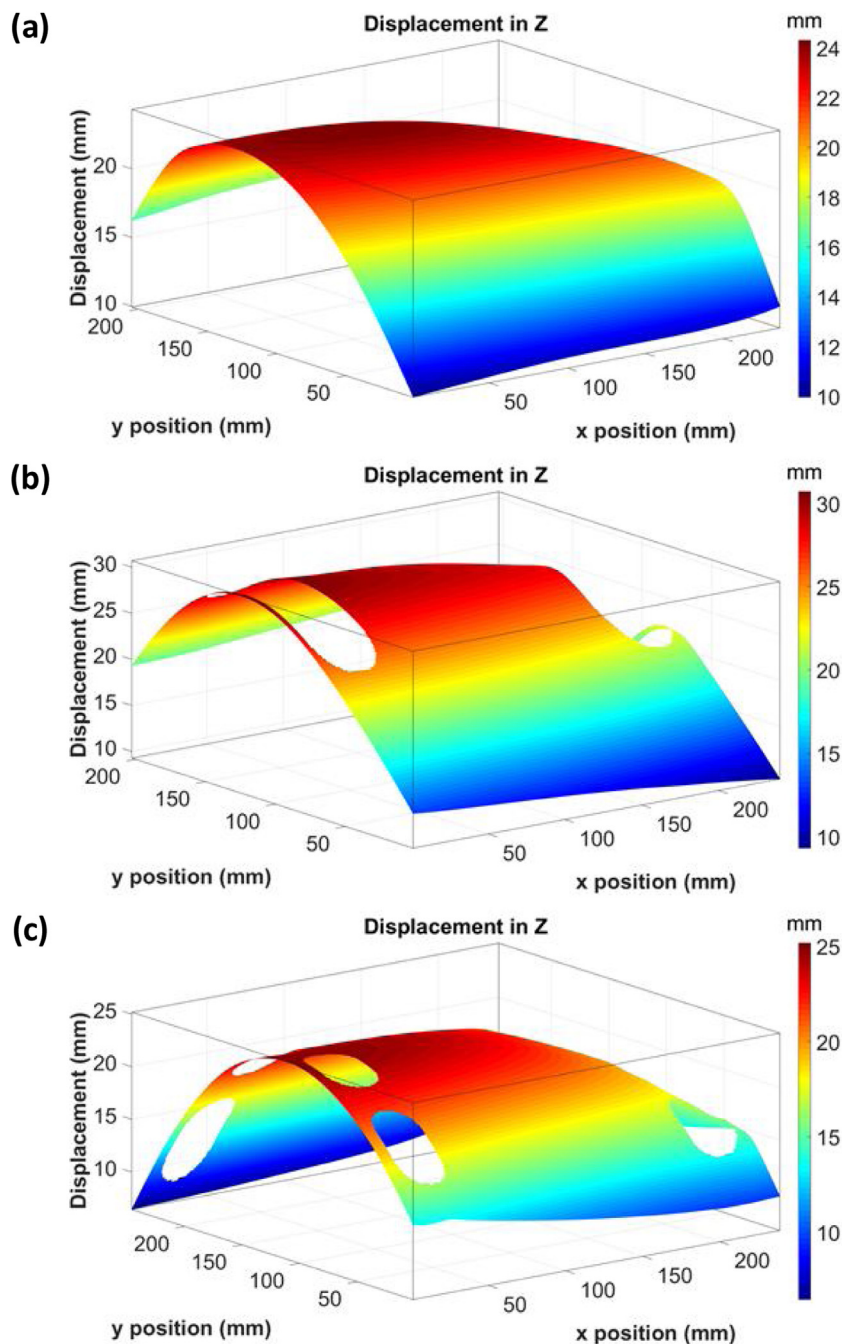 (a)
Displacement in Z
mm
24
22
20
18
16
14
12
10
Displacement (mm)
20
15
10
200
150
100
50
y position (mm)
50
100
150
200
x position (mm)
(b)
Displacement in Z
mm
30
25
20
15
10
Displacement (mm)
30
25
20
15
10
200
150
100
50
y position (mm)
50
100
150
200
x position (mm)
(c)
Displacement in Z
mm
25
20
15
10
Displacement (mm)
25
20
15
10
200
150
100
50
y position (mm)
50
100
150
200
x position (mm)